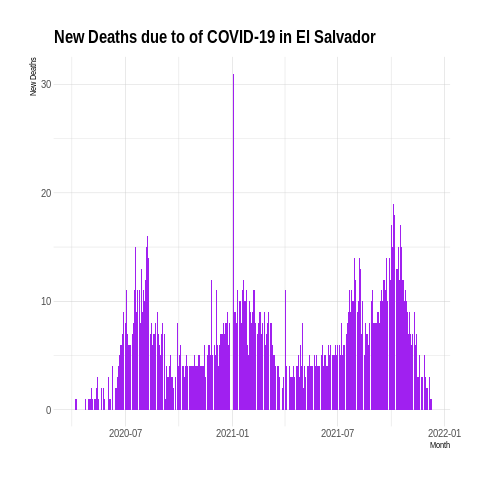 New Deaths due to of COVID-19 in El Salvador
New Deaths
30
20
10
0
2020-07
2021-01
2021-07
2022-01
Month